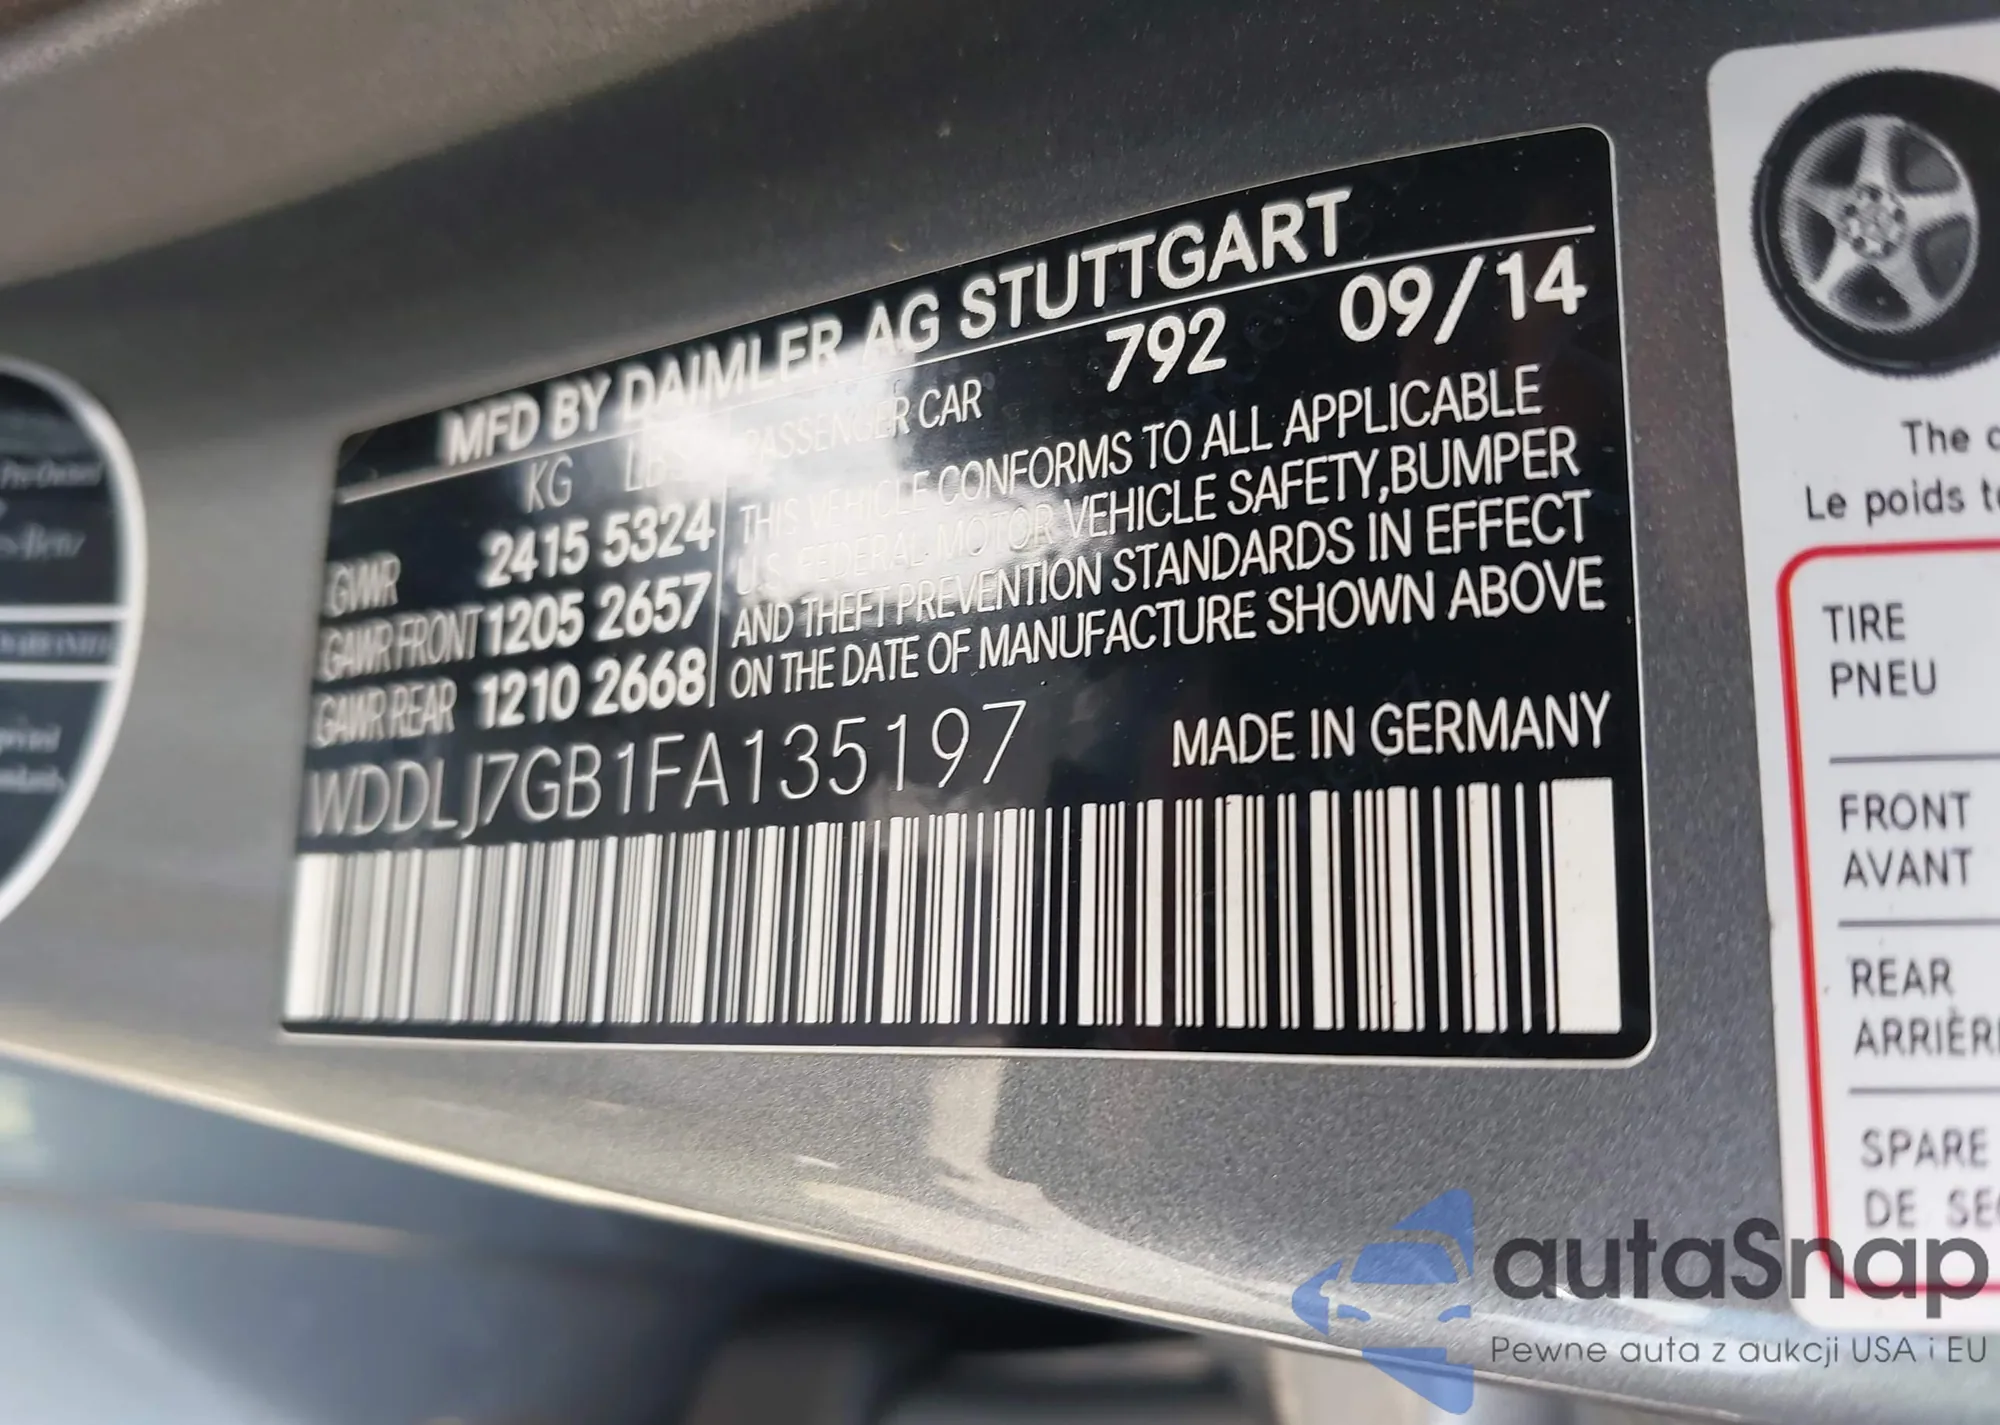 MFD BY DAIMLER AG STUTTGART
KG LBS PASSENGER CAR 792 09/14
GVWR 2415 5324
GAWR FRONT 1205 2657
GAWR REAR 1210 2668
THIS VEHICLE CONFORMS TO ALL APPLICABLE
U.S. FEDERAL MOTOR VEHICLE SAFETY,BUMPER
AND THEFT PREVENTION STANDARDS IN EFFECT
ON THE DATE OF MANUFACTURE SHOWN ABOVE
WDDLJ7GB1FA135197 MADE IN GERMANY
Pre-Owned
The
Le poids
TIRE
PNEU
FRONT
AVANT
REAR
SPARE
DE
autaSnap
Pewne auta z aukcji USA i EU